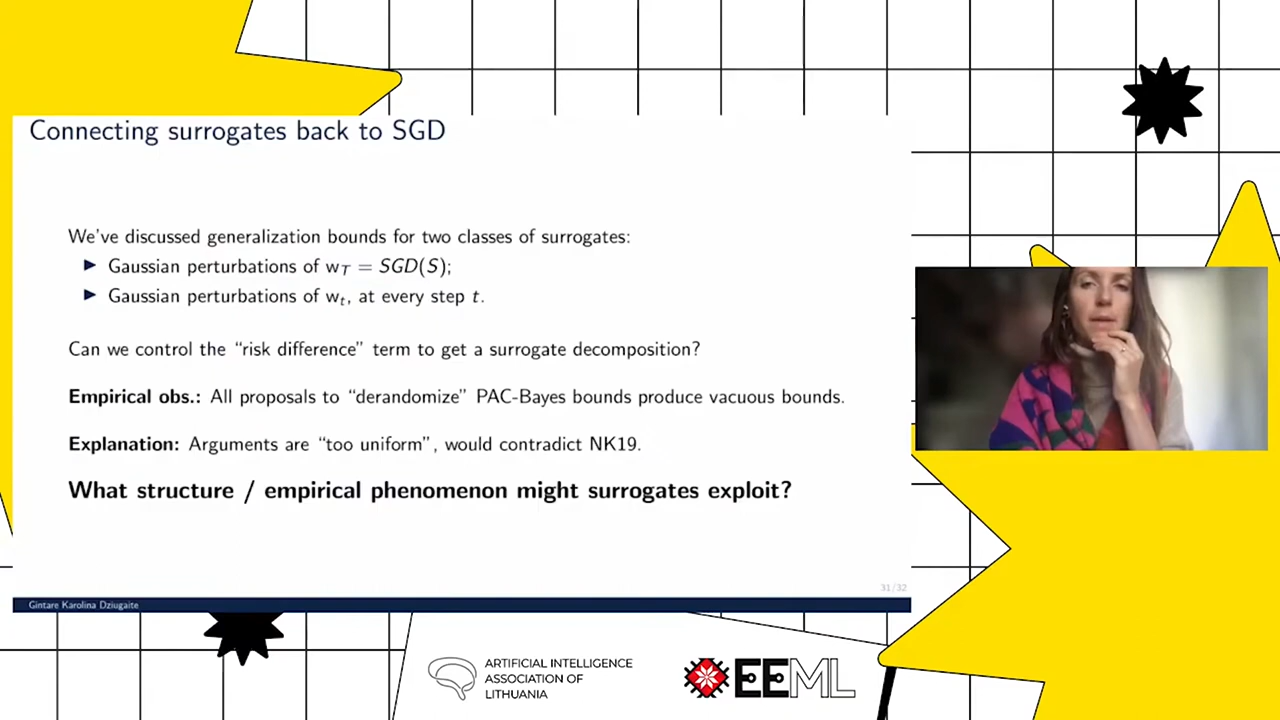 Connecting surrogates back to SGD
We've discussed generalization bounds for two classes of surrogates:
▶ Gaussian perturbations of w_T = SGD(S);
▶ Gaussian perturbations of w_t, at every step t.
Can we control the "risk difference" term to get a surrogate decomposition?
Empirical obs.: All proposals to "derandomize" PAC-Bayes bounds produce vacuous bounds.
Explanation: Arguments are "too uniform", would contradict NK19.
What structure / empirical phenomenon might surrogates exploit?
31/32
Gintare Karolina Dziugaite
ARTIFICIAL INTELLIGENCE
ASSOCIATION OF
LITHUANIA
EEML